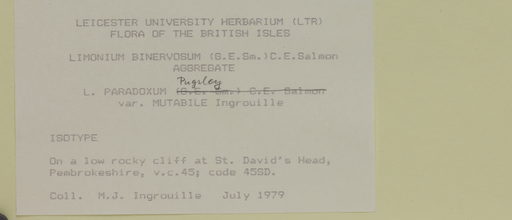 LEICESTER UNIVERSITY HERBARIUM (LTR)
FLORA OF THE BRITISH ISLES
LIMONIUM BINERVOSUM (G.E.Sm.)C.E.Salmon
AGGREGATE
Pugsley
L. PARADOXUM (G.E. Sm.) C.E. Salmon
var. MUTABILE Ingrouille
ISOTYPE
On a low rocky cliff at St. David's Head,
Pembrokeshire, v.c.45; code 45SD.
Coll. M.J. Ingrouille July 1979